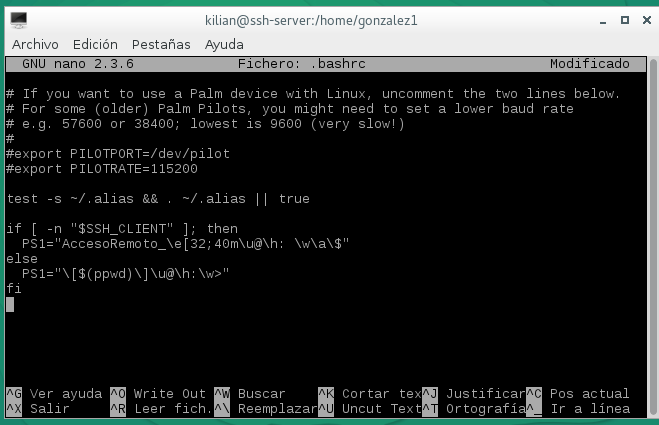 kilian@ssh-server:/home/gonzalez1
Archivo Edición Pestañas Ayuda
GNU nano 2.3.6 Fichero: .bashrc Modificado
# If you want to use a Palm device with Linux, uncomment the two lines below.
# For some (older) Palm Pilots, you might need to set a lower baud rate
# e.g. 57600 or 38400; lowest is 9600 (very slow!)
#
#export PILOTPORT=/dev/pilot
#export PILOTRATE=115200
test -s ~/.alias && . ~/.alias || true
if [ -n "$SSH_CLIENT" ]; then
PS1="AccesoRemoto_\e[32;40m\u@\h: \w\a\$"
else
PS1="\[$(ppwd)\]\u@\h:\w>"
fi
^G Ver ayuda ^O Write Out ^W Buscar ^K Cortar tex ^J Justificar ^C Pos actual
^X Salir ^R Leer fich. ^\ Reemplazar ^U Uncut Text ^T Ortografía ^_ Ir a línea